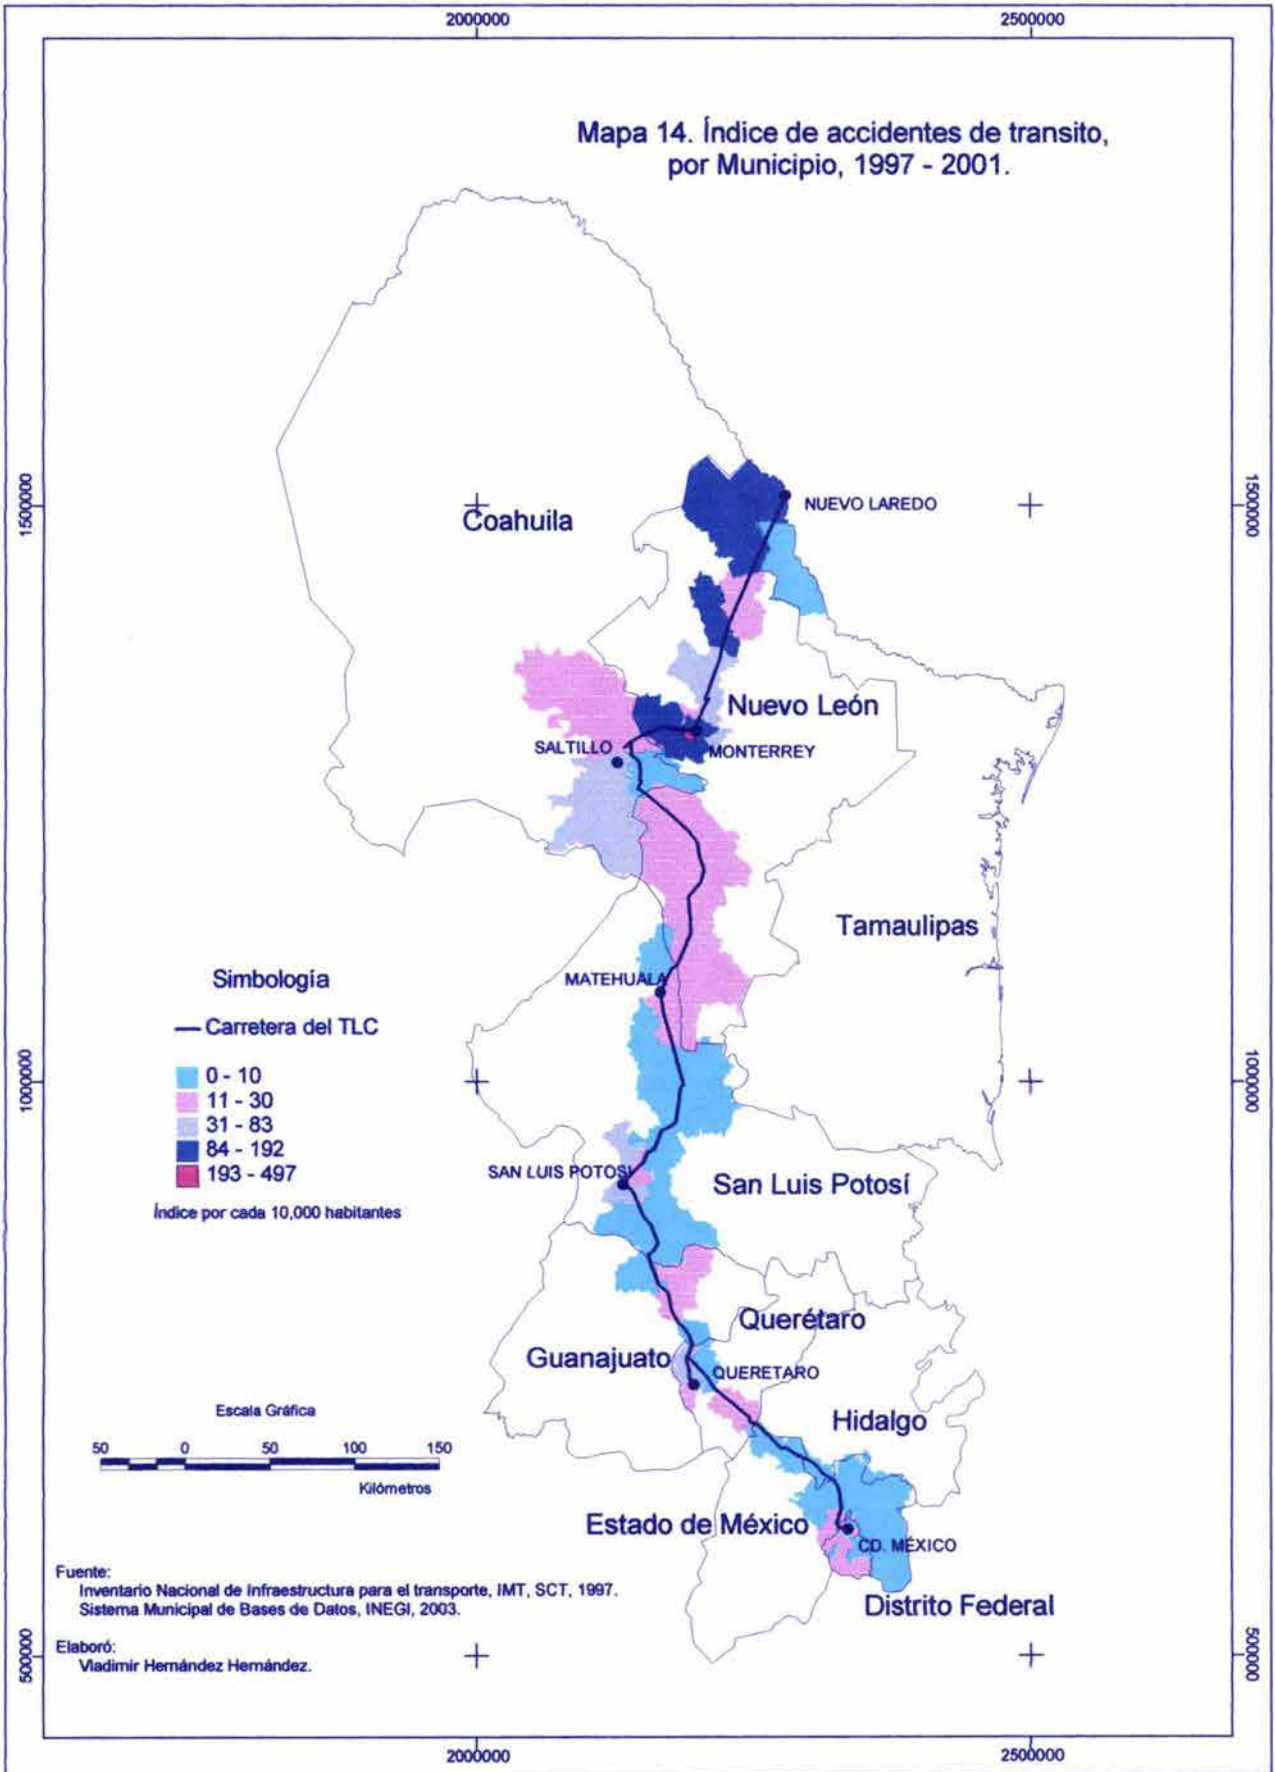 2000000
2500000
Mapa 14. Índice de accidentes de transito,
por Municipio, 1997 - 2001.
1500000
1500000
NUEVO LAREDO
Coahuila
Nuevo León
SALTILLO
MONTERREY
Tamaulipas
MATEHUALA
Simbología
Carretera del TLC
0 - 10
11 - 30
31 - 83
84 - 192
193 - 497
Índice por cada 10,000 habitantes
1000000
1000000
SAN LUIS POTOSI
San Luis Potosí
Querétaro
Guanajuato
QUERETARO
Hidalgo
Escala Gráfica
50 0 50 100 150
Kilómetros
Estado de México
CD. MÉXICO
Distrito Federal
Fuente:
Inventario Nacional de Infraestructura para el transporte, IMT, SCT, 1997.
Sistema Municipal de Bases de Datos, INEGI, 2003.
Elaboró:
Vladimir Hernández Hernández.
500000
500000
2000000
2500000